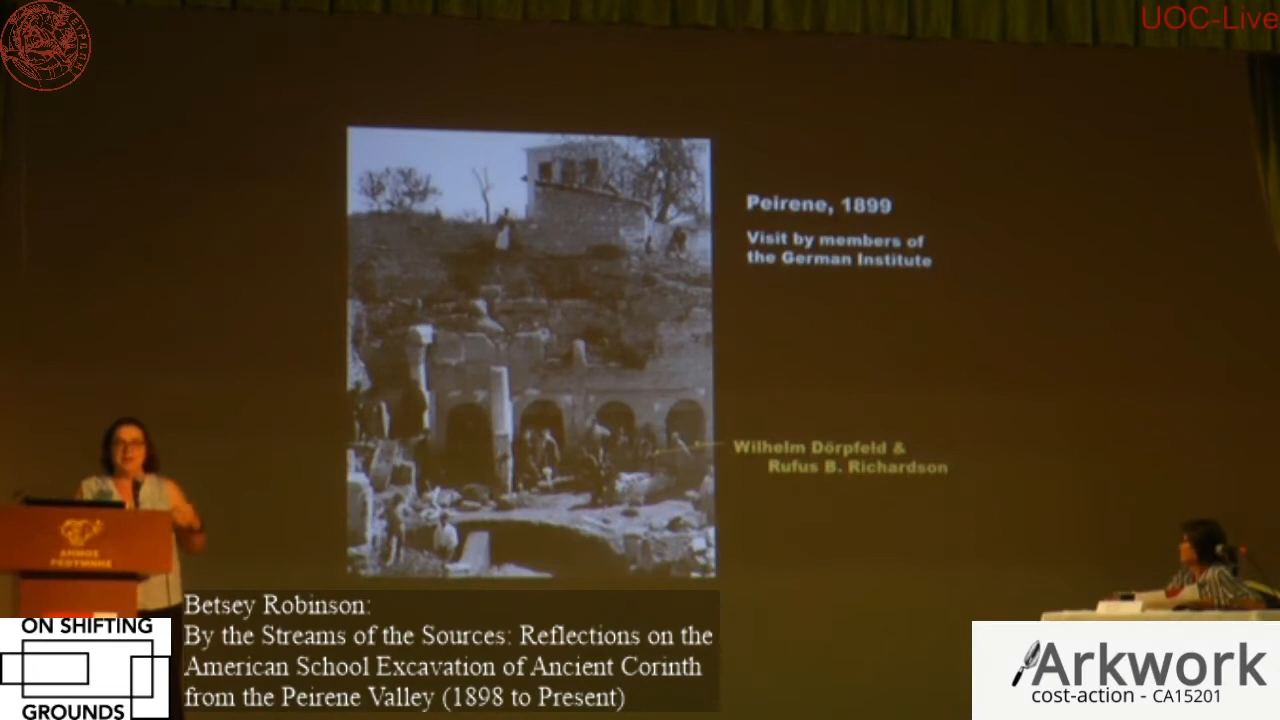 UOC-Live
Peirene, 1899
Visit by members of
the German Institute
Wilhelm Dörpfeld &
Rufus B. Richardson
ΔΗΜΟΣ
ΡΕΘΥΜΝΗΣ
Betsey Robinson:
By the Streams of the Sources: Reflections on the
American School Excavation of Ancient Corinth
from the Peirene Valley (1898 to Present)
ON SHIFTING
GROUNDS
Arkwork
cost-action - CA15201